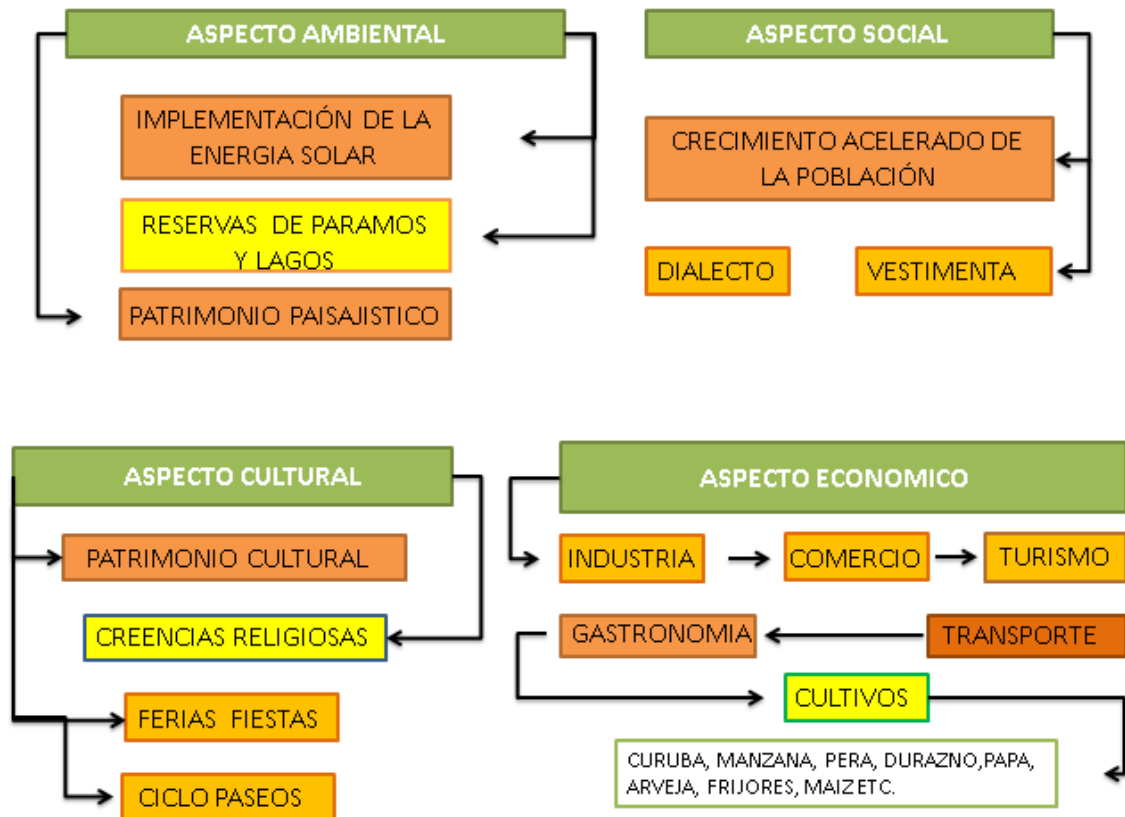 ASPECTO AMBIENTAL
IMPLEMENTACIÓN DE LA
ENERGIA SOLAR
RESERVAS DE PARAMOS
Y LAGOS
PATRIMONIO PAISAJISTICO
ASPECTO SOCIAL
CRECIMIENTO ACELERADO DE
LA POBLACIÓN
DIALECTO
VESTIMENTA
ASPECTO CULTURAL
PATRIMONIO CULTURAL
CREENCIAS RELIGIOSAS
FERIAS FIESTAS
CICLO PASEOS
ASPECTO ECONOMICO
INDUSTRIA
COMERCIO
TURISMO
GASTRONOMIA
TRANSPORTE
CULTIVOS
CURUBA, MANZANA, PERA, DURAZNO,PAPA,
ARVEJA, FRIJORES, MAIZETC.